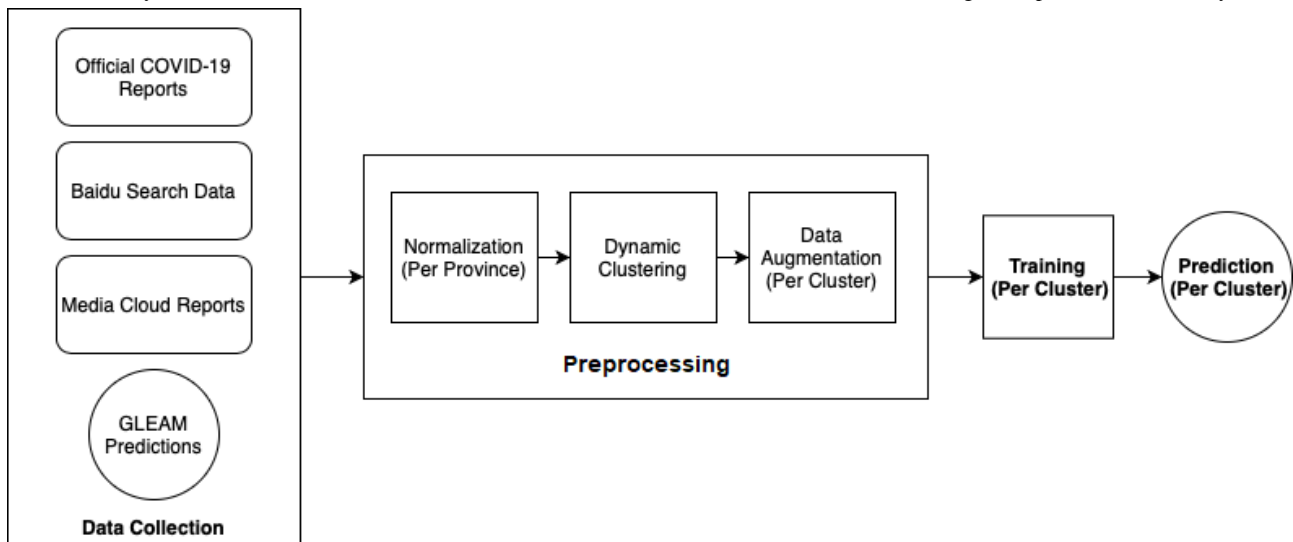 Official COVID-19
Reports
Baidu Search Data
Media Cloud Reports
GLEAM
Predictions
Data Collection
Normalization
(Per Province)
Dynamic
Clustering
Data
Augmentation
(Per Cluster)
Preprocessing
Training
(Per Cluster)
Prediction
(Per Cluster)